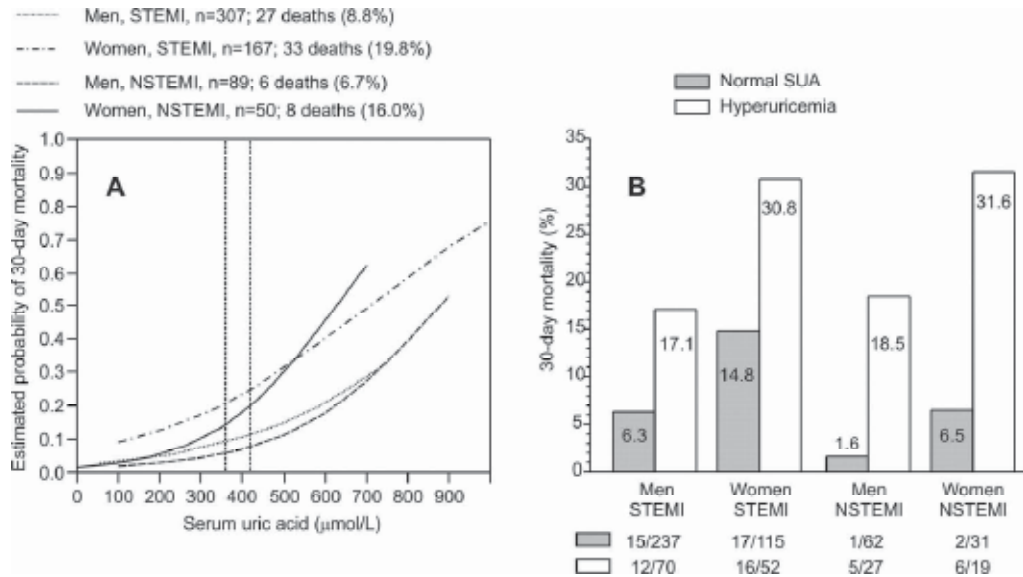 Men, STEMI, n=307; 27 deaths (8.8%)
Women, STEMI, n=167; 33 deaths (19.8%)
Men, NSTEMI, n=89; 6 deaths (6.7%)
Women, NSTEMI, n=50; 8 deaths (16.0%)
A
Estimated probability of 30-day mortality
1.0
0.9
0.8
0.7
0.6
0.5
0.4
0.3
0.2
0.1
0.0
0 100 200 300 400 500 600 700 800 900
Serum uric acid (μmol/L)
Normal SUA
Hyperuricemia
B
30-day mortality (%)
35
30
25
20
15
10
5
0
6.3 17.1 14.8 30.8 1.6 18.5 6.5 31.6
Men Women Men Women
STEMI STEMI NSTEMI NSTEMI
15/237 17/115 1/62 2/31
12/70 16/52 5/27 6/19